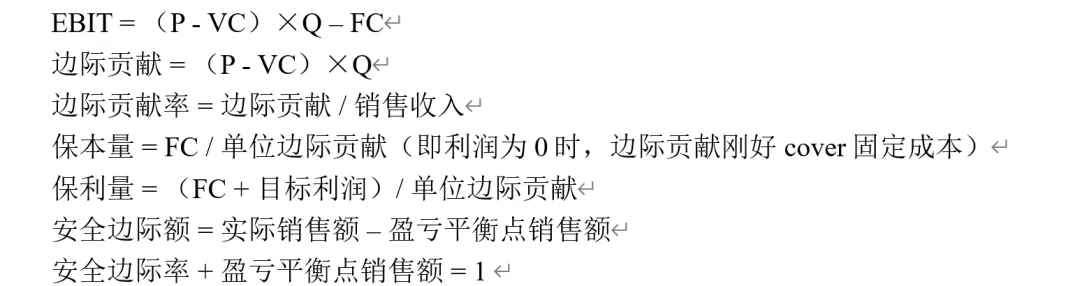 EBIT = （P - VC）×Q – FC↵
边际贡献 = （P - VC）×Q↵
边际贡献率 = 边际贡献 / 销售收入↵
保本量 = FC / 单位边际贡献（即利润为 0 时，边际贡献刚好 cover 固定成本）↵
保利量 = （FC + 目标利润）/ 单位边际贡献↵
安全边际额 = 实际销售额 – 盈亏平衡点销售额↵
安全边际率 + 盈亏平衡点销售额 = 1 ↵